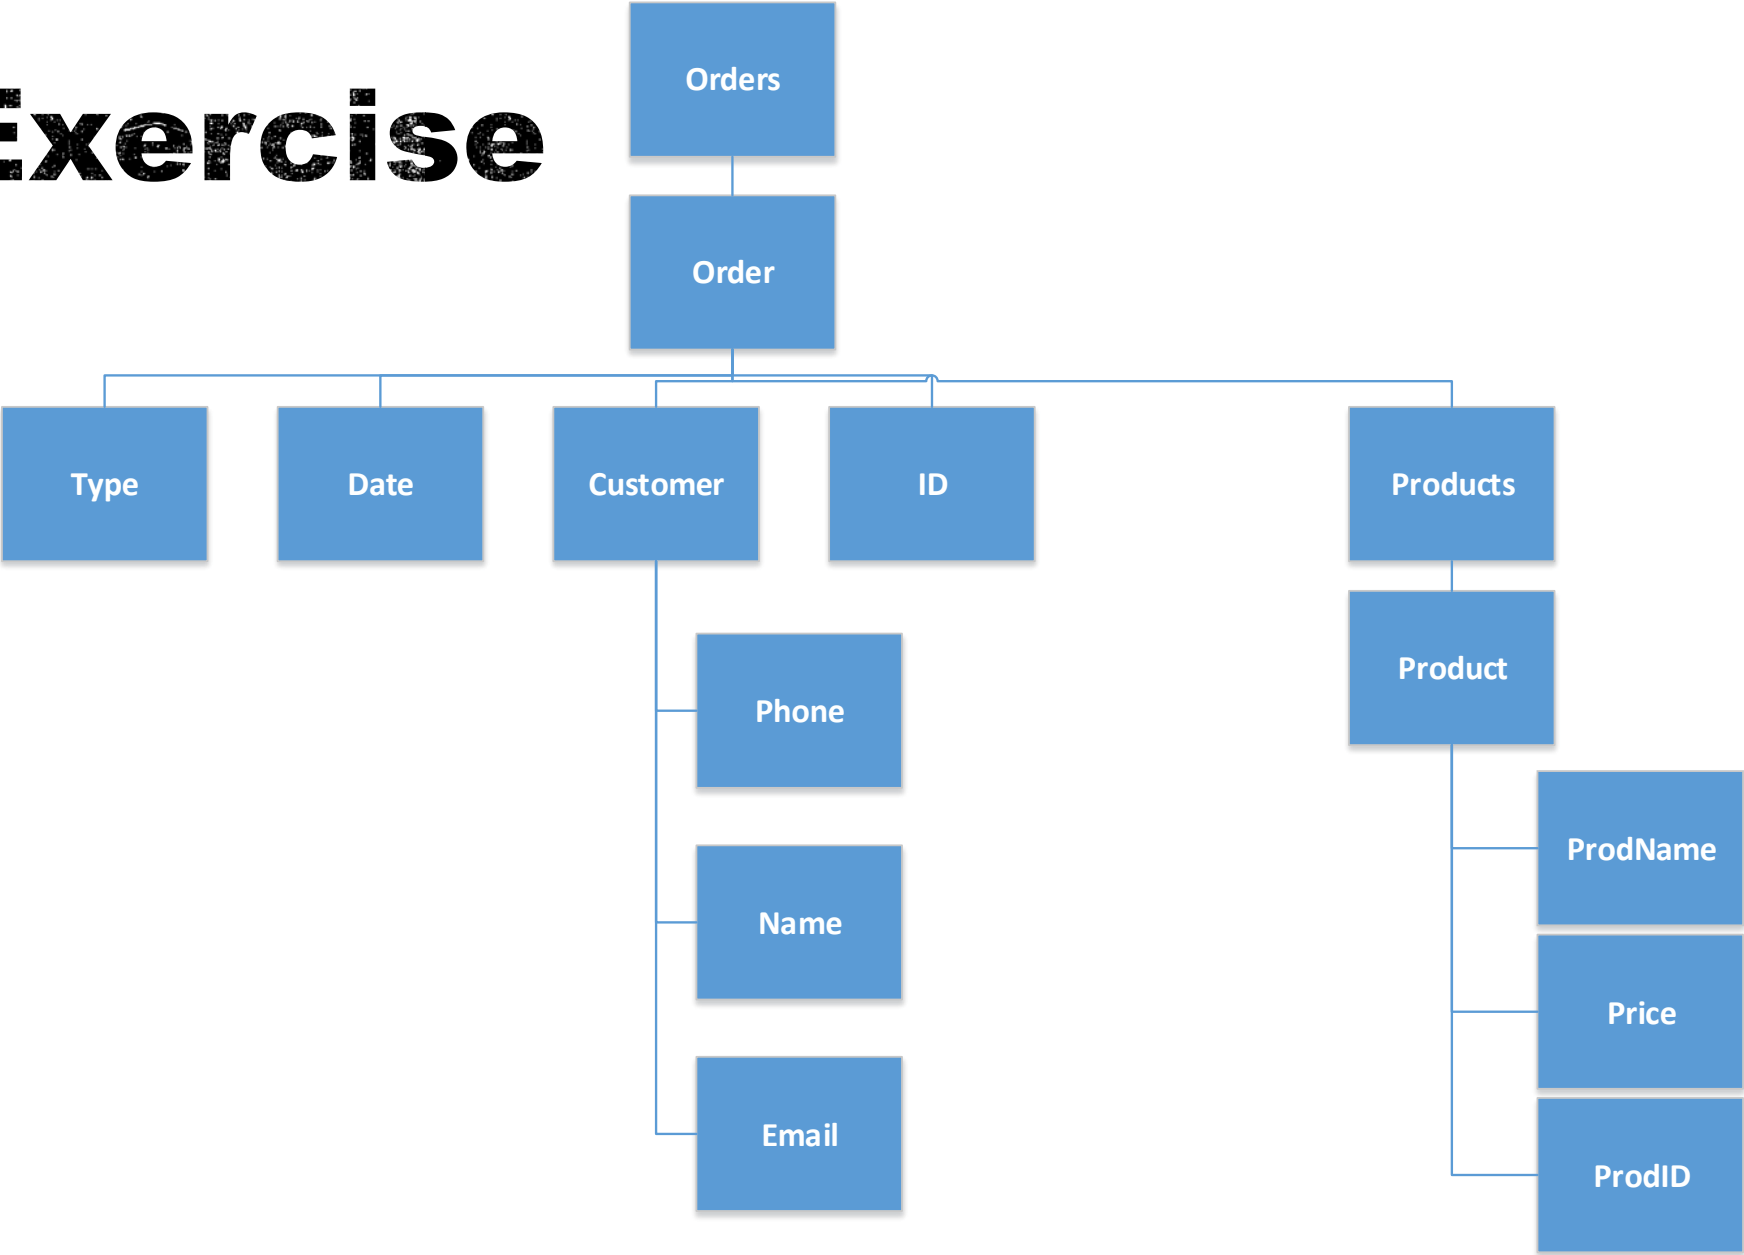 Exercise
Orders
Order
Type
Date
Customer
ID
Products
Product
Phone
ProdName
Name
Price
Email
ProdID